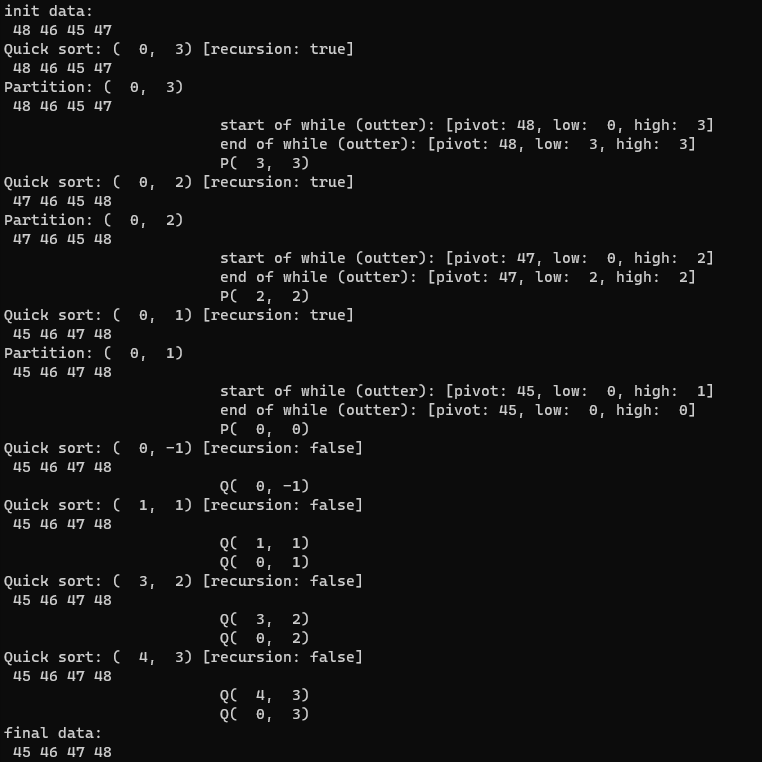 init data:
 48 46 45 47
Quick sort: (  0,  3) [recursion: true]
 48 46 45 47
Partition: (  0,  3)
 48 46 45 47
                        start of while (outter): [pivot: 48, low:  0, high:  3]
                        end of while (outter): [pivot: 48, low:  3, high:  3]
                        P(  3,  3)
Quick sort: (  0,  2) [recursion: true]
 47 46 45 48
Partition: (  0,  2)
 47 46 45 48
                        start of while (outter): [pivot: 47, low:  0, high:  2]
                        end of while (outter): [pivot: 47, low:  2, high:  2]
                        P(  2,  2)
Quick sort: (  0,  1) [recursion: true]
 45 46 47 48
Partition: (  0,  1)
 45 46 47 48
                        start of while (outter): [pivot: 45, low:  0, high:  1]
                        end of while (outter): [pivot: 45, low:  0, high:  0]
                        P(  0,  0)
Quick sort: (  0, -1) [recursion: false]
 45 46 47 48
                        Q(  0, -1)
Quick sort: (  1,  1) [recursion: false]
 45 46 47 48
                        Q(  1,  1)
                        Q(  0,  1)
Quick sort: (  3,  2) [recursion: false]
 45 46 47 48
                        Q(  3,  2)
                        Q(  0,  2)
Quick sort: (  4,  3) [recursion: false]
 45 46 47 48
                        Q(  4,  3)
                        Q(  0,  3)
final data:
 45 46 47 48